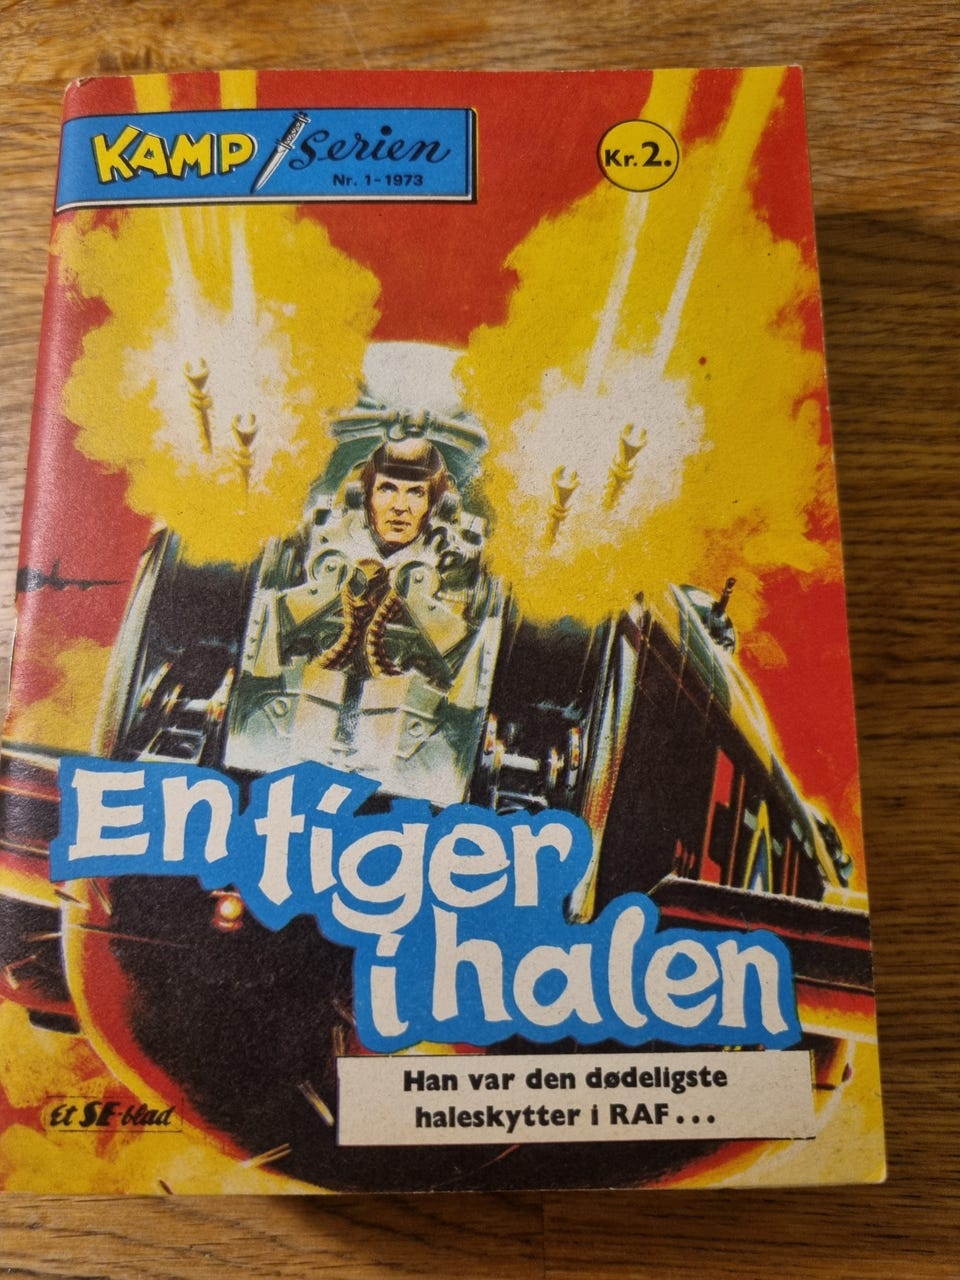 KAMP serien
Nr. 1-1973
Kr. 2.
En tiger
i halen
Han var den dødeligste
haleskytter i RAF...
Et SE-blad